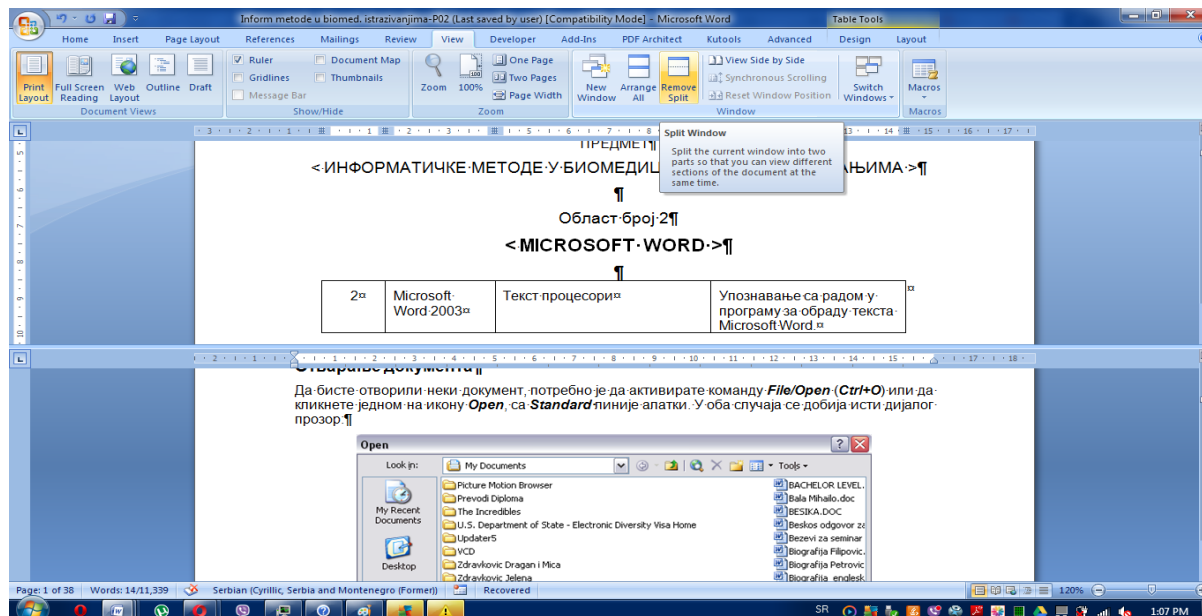 Inform metode u biomed. istrazivanjima-P02 (Last saved by user) [Compatibility Mode] - Microsoft Word
Table Tools
Home Insert Page Layout References Mailings Review View Developer Add-Ins PDF Architect Kutools Advanced Design Layout
Print Layout
Full Screen Reading
Web Layout
Outline
Draft
Document Views
Ruler
Gridlines
Message Bar
Document Map
Thumbnails
Show/Hide
Zoom
100%
One Page
Two Pages
Page Width
Zoom
New Window
Arrange All
Remove Split
View Side by Side
Synchronous Scrolling
Reset Window Position
Switch Windows
Window
Macros
Macros
Split Window
Split the current window into two
parts so that you can view different
sections of the document at the
same time.
ПРЕДМЕТ¶
<·ИНФОРМАТИЧКЕ·МЕТОДЕ·У·БИОМЕДИЦ АЊИМА·>¶
¶
Област·број·2¶
<·MICROSOFT·WORD·>¶
¶
2¤ Microsoft· Текст·процесори¤ Упознавање·са·радом·у·
Word·2003¤ програму·за·обраду·текста·
Microsoft·Word.¤
Отварање·документа¶
Да·бисте·отворили·неки·документ,·потребно·је·да·активирате·команду·File/Open·(Ctrl+O)·или·да·
кликнете·једном·на·икону·Open,·са·Standard·линије·алатки.·У·оба·случаја·се·добија·исти·дијалог·
прозор:¶
Open
Look in: My Documents Tools
My Recent Documents
Desktop
Picture Motion Browser
Prevodi Diploma
The Incredibles
U.S. Department of State - Electronic Diversity Visa Home
Updater5
VCD
Zdravkovic Dragan i Mica
Zdravkovic Jelena
BACHELOR LEVEL.
Bala Mihailo.doc
BESIKA.DOC
Beskos odgovor za
Bezevi za seminar
Biografija Filipovic.
Biografija Petrovic
Biografija englesk
Page: 1 of 38 Words: 14/11,339 Serbian (Cyrillic, Serbia and Montenegro (Former)) Recovered 120%
SR 1:07 PM